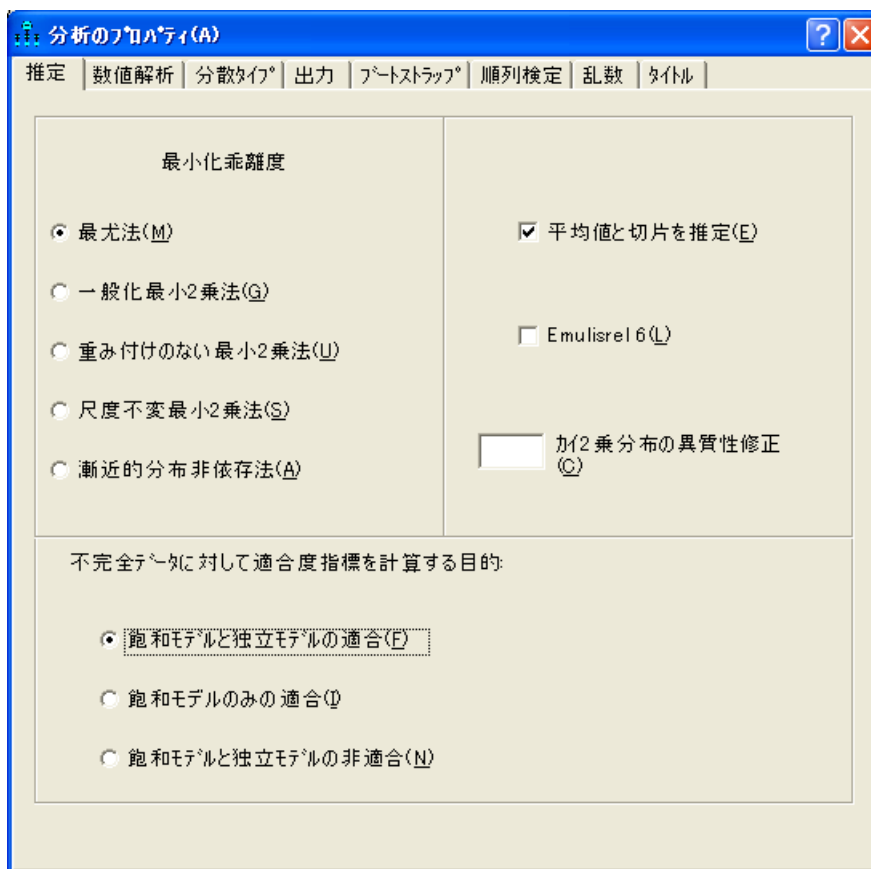 分析のﾌﾟﾛﾊﾟﾃｨ(A)
推定 数値解析 分散ﾀｲﾌﾟ 出力 ﾌﾞｰﾄｽﾄﾗｯﾌﾟ 順列検定 乱数 ﾀｲﾄﾙ
最小化乖離度
最尤法(M)
一般化最小2乗法(G)
重み付けのない最小2乗法(U)
尺度不変最小2乗法(S)
漸近的分布非依存法(A)
平均値と切片を推定(E)
Emulisrel 6(L)
ｶｲ2乗分布の異質性修正
(C)
不完全ﾃﾞｰﾀに対して適合度指標を計算する目的:
飽和ﾓﾃﾞﾙと独立ﾓﾃﾞﾙの適合(F)
飽和モデルのみの適合(I)
飽和ﾓﾃﾞﾙと独立ﾓﾃﾞﾙの非適合(N)